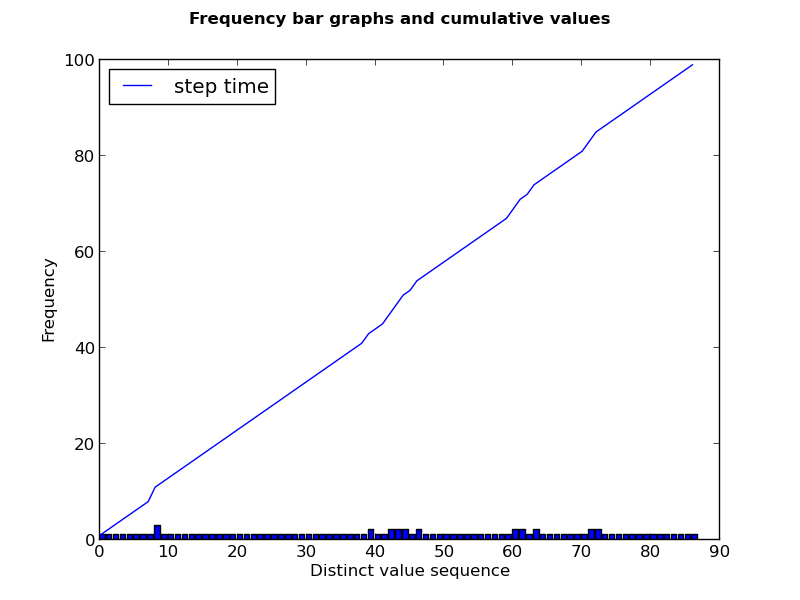 Frequency bar graphs and cumulative values
step time
100
80
60
40
20
0
Frequency
0 10 20 30 40 50 60 70 80 90
Distinct value sequence